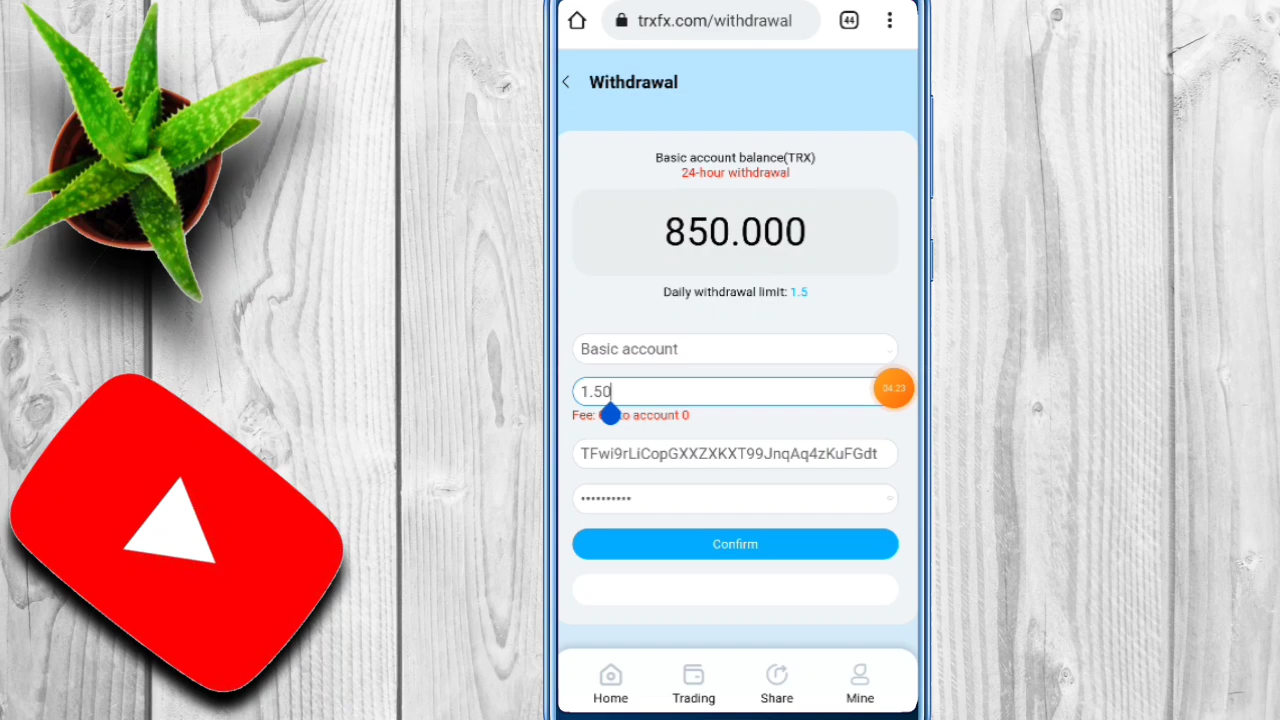 trxfx.com/withdrawal
44
Withdrawal
Basic account balance(TRX)
24-hour withdrawal
850.000
Daily withdrawal limit: 1.5
Basic account
1.50
04:23
Fee: to account 0
TFwi9rLiCopGXXZXKXT99JnqAq4zKuFGdt
••••••••••
Confirm
Home
Trading
Share
Mine